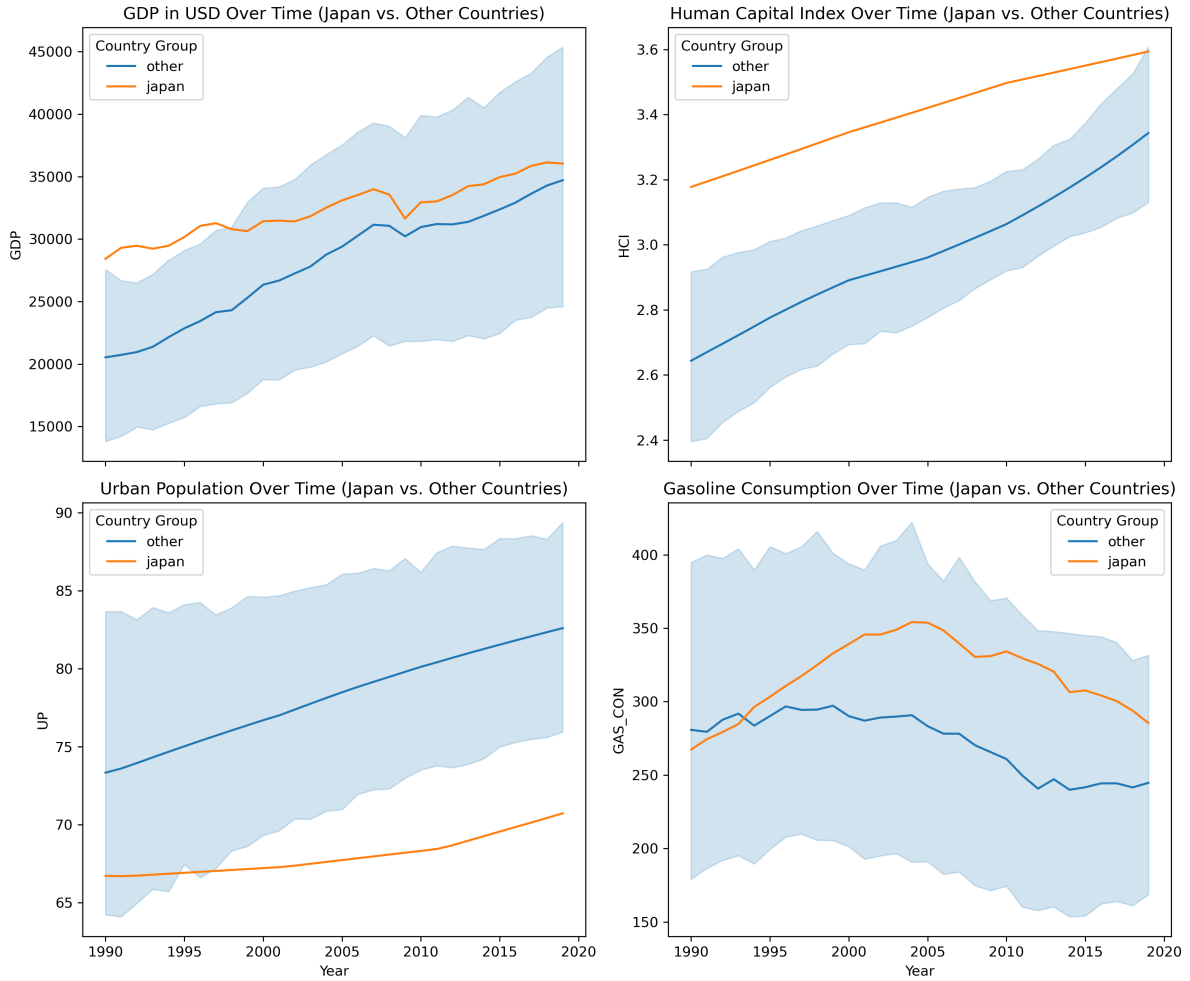 GDP in USD Over Time (Japan vs. Other Countries)
Country Group
other
japan
45000
40000
35000
30000
25000
20000
15000
GDP
Human Capital Index Over Time (Japan vs. Other Countries)
Country Group
other
japan
3.6
3.4
3.2
3.0
2.8
2.6
2.4
HCI
Urban Population Over Time (Japan vs. Other Countries)
Country Group
other
japan
90
85
80
75
70
65
UP
1990 1995 2000 2005 2010 2015 2020
Year
Gasoline Consumption Over Time (Japan vs. Other Countries)
Country Group
other
japan
400
350
300
250
200
150
GAS_CON
1990 1995 2000 2005 2010 2015 2020
Year